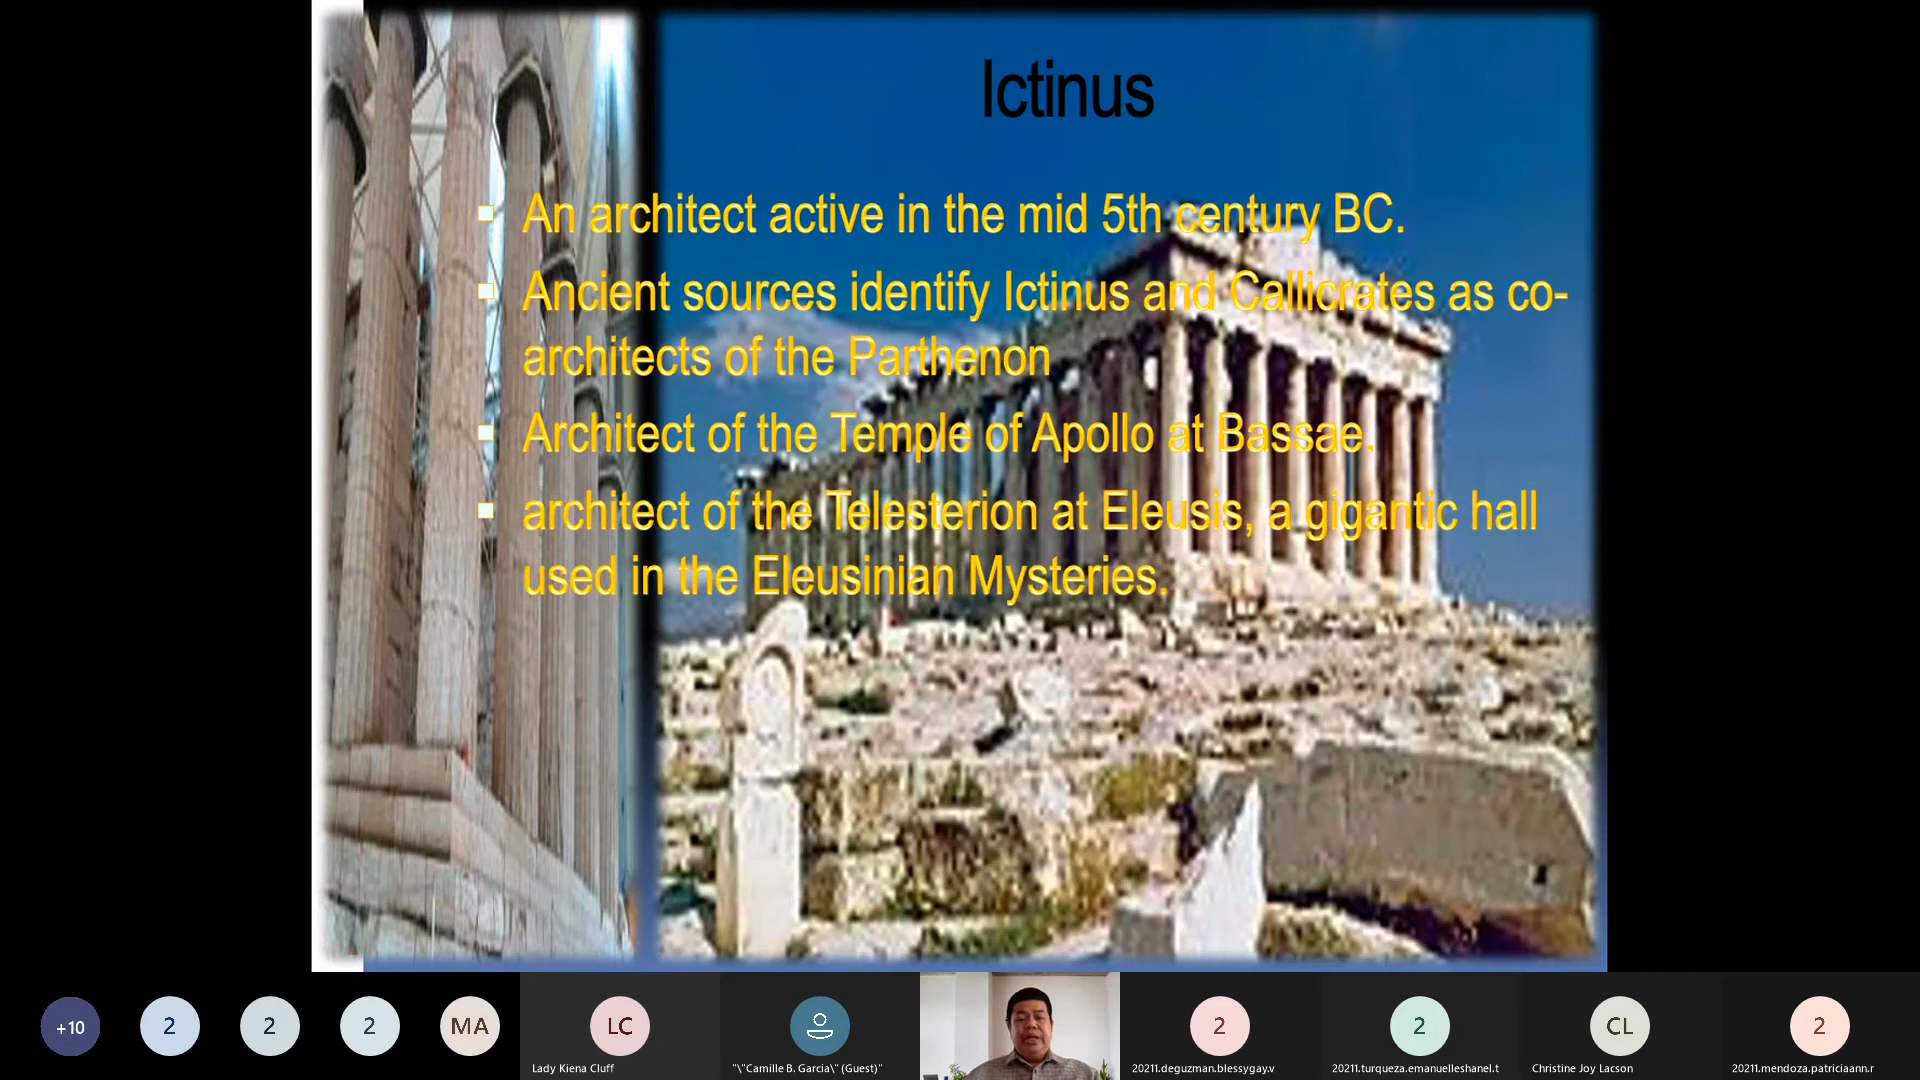 Ictinus
An architect active in the mid 5th century BC.
Ancient sources identify Ictinus and Callicrates as co-
architects of the Parthenon
Architect of the Temple of Apollo at Bassae.
architect of the Telesterion at Eleusis, a gigantic hall
used in the Eleusinian Mysteries.
+10
2
2
2
MA
LC
2
2
CL
2
Lady Kiena Cluff
"\"Camille B. Garcia\" (Guest)"
20211.deguzman.blessygay.v
20211.turqueza.emanuelleshanel.t
Christine Joy Lacson
20211.mendoza.patriciaann.r